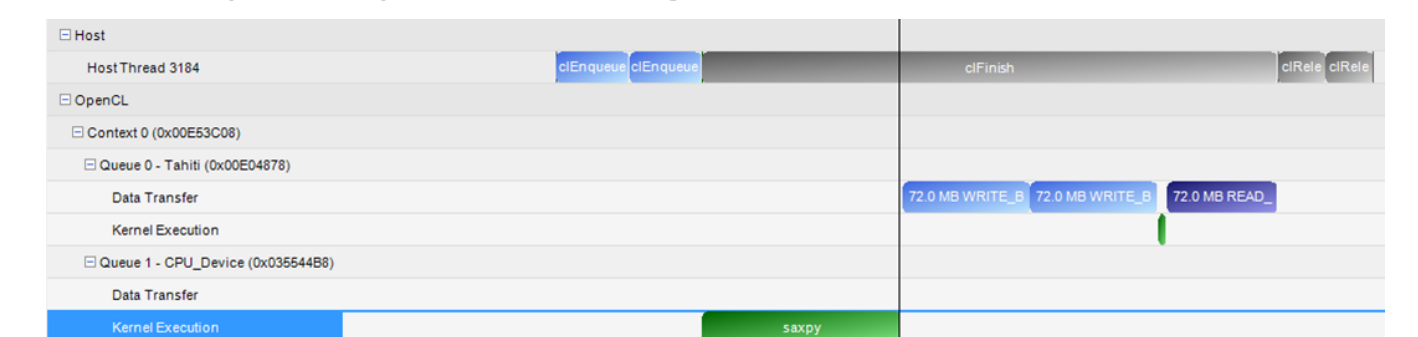 Host
Host Thread 3184 clEnqueue clEnqueue clFinish clRele clRele
OpenCL
Context 0 (0x00E53C08)
Queue 0 - Tahiti (0x00E04878)
Data Transfer 72.0 MB WRITE_B 72.0 MB WRITE_B 72.0 MB READ_
Kernel Execution
Queue 1 - CPU_Device (0x035544B8)
Data Transfer
Kernel Execution saxpy